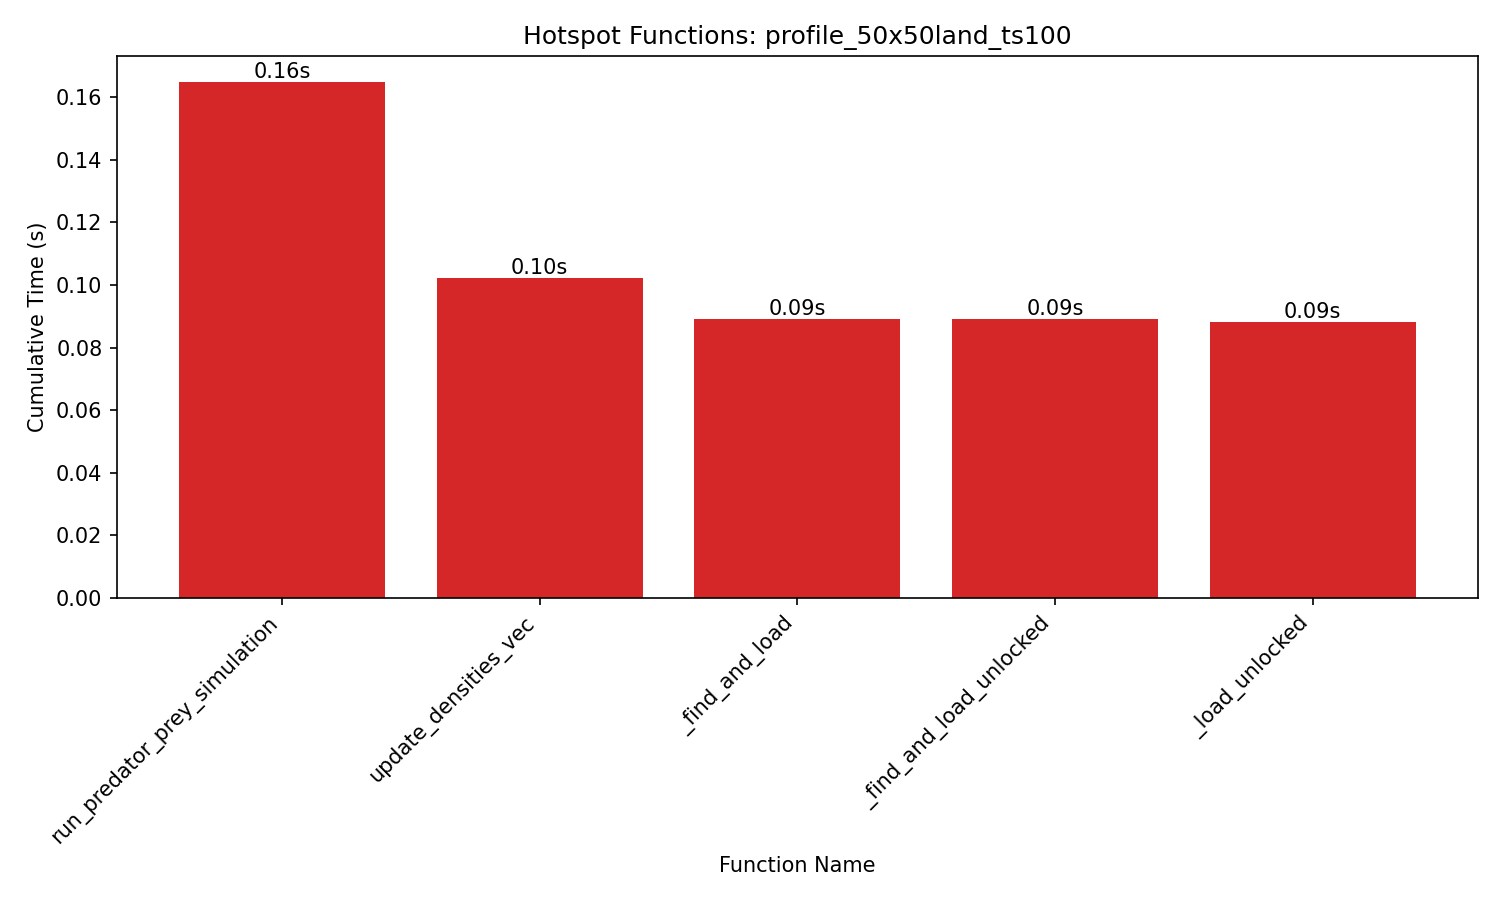 Hotspot Functions: profile_50x50land_ts100
Cumulative Time (s)
0.16
0.14
0.12
0.10
0.08
0.06
0.04
0.02
0.00
0.16s
0.10s
0.09s
0.09s
0.09s
run_predator_prey_simulation
update_densities_vec
_find_and_load
_find_and_load_unlocked
_load_unlocked
Function Name